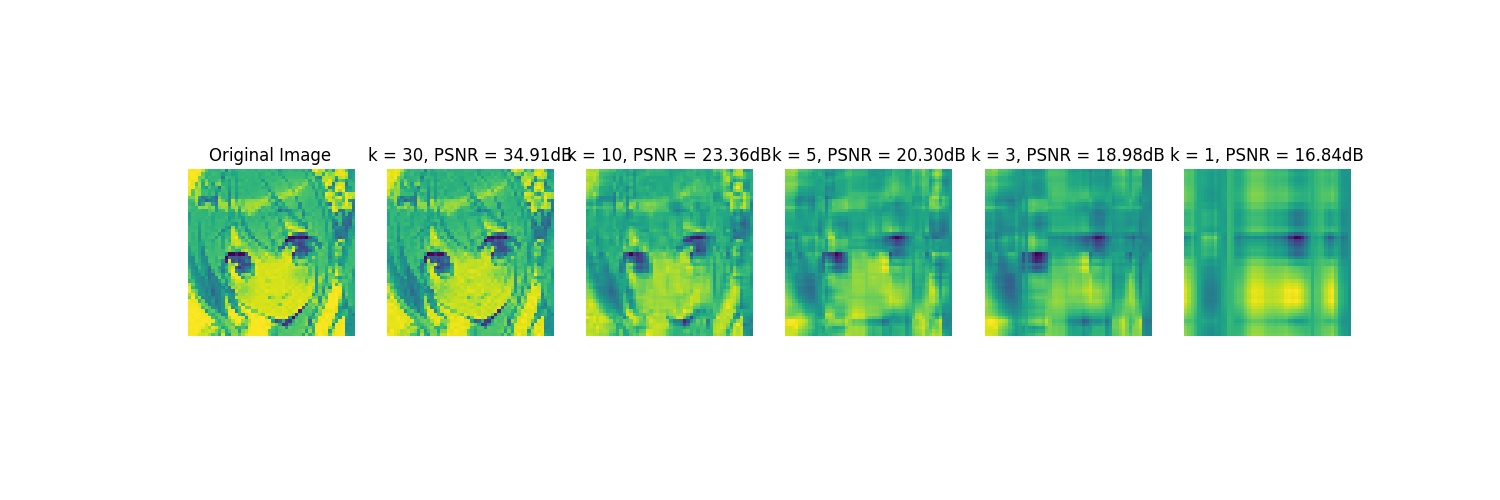 Original Image
k = 30, PSNR = 34.91dB
k = 10, PSNR = 23.36dB
k = 5, PSNR = 20.30dB
k = 3, PSNR = 18.98dB
k = 1, PSNR = 16.84dB